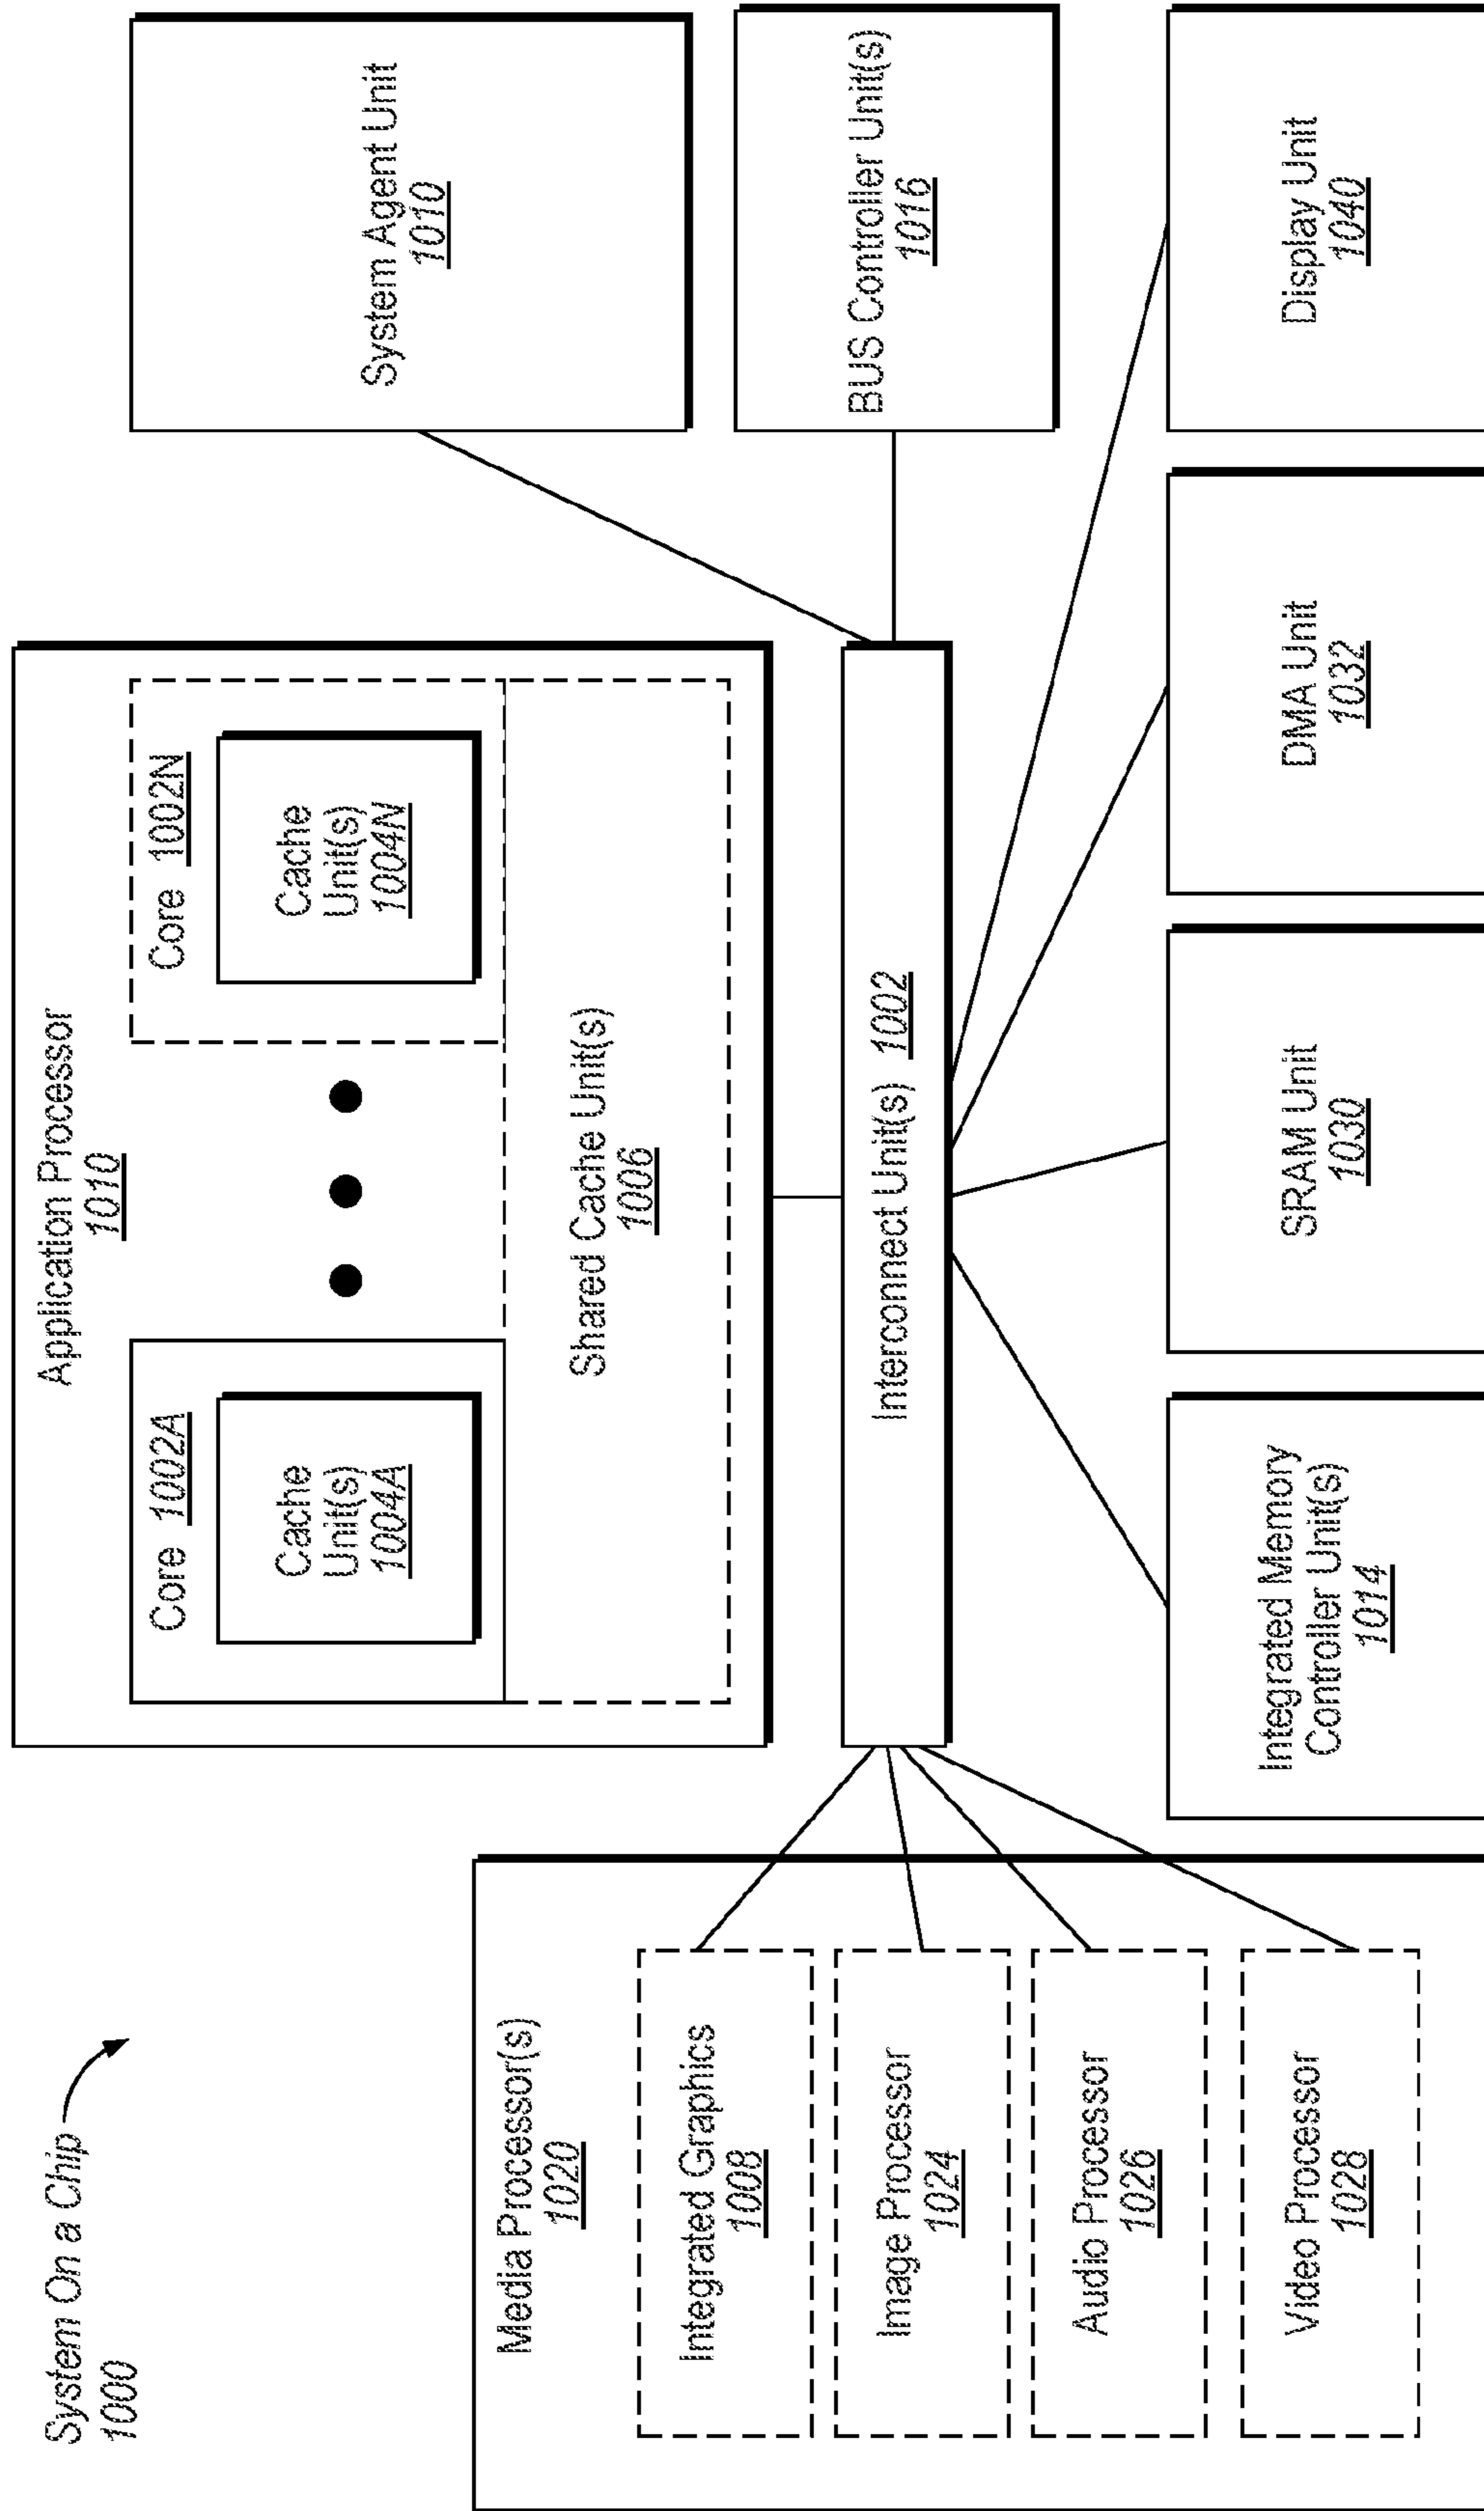 System On a Chip
1000
Application Processor
1010
Core 1002A
Cache
Unit(s)
1004A
Core 1002N
Cache
Unit(s)
1004N
Shared Cache Unit(s)
1006
System Agent Unit
1010
Media Processor(s)
1020
Integrated Graphics
1008
Image Processor
1024
Audio Processor
1026
Video Processor
1028
Interconnect Unit(s) 1002
BUS Controller Unit(s)
1016
Integrated Memory
Controller Unit(s)
1014
SRAM Unit
1030
DMA Unit
1032
Display Unit
1040